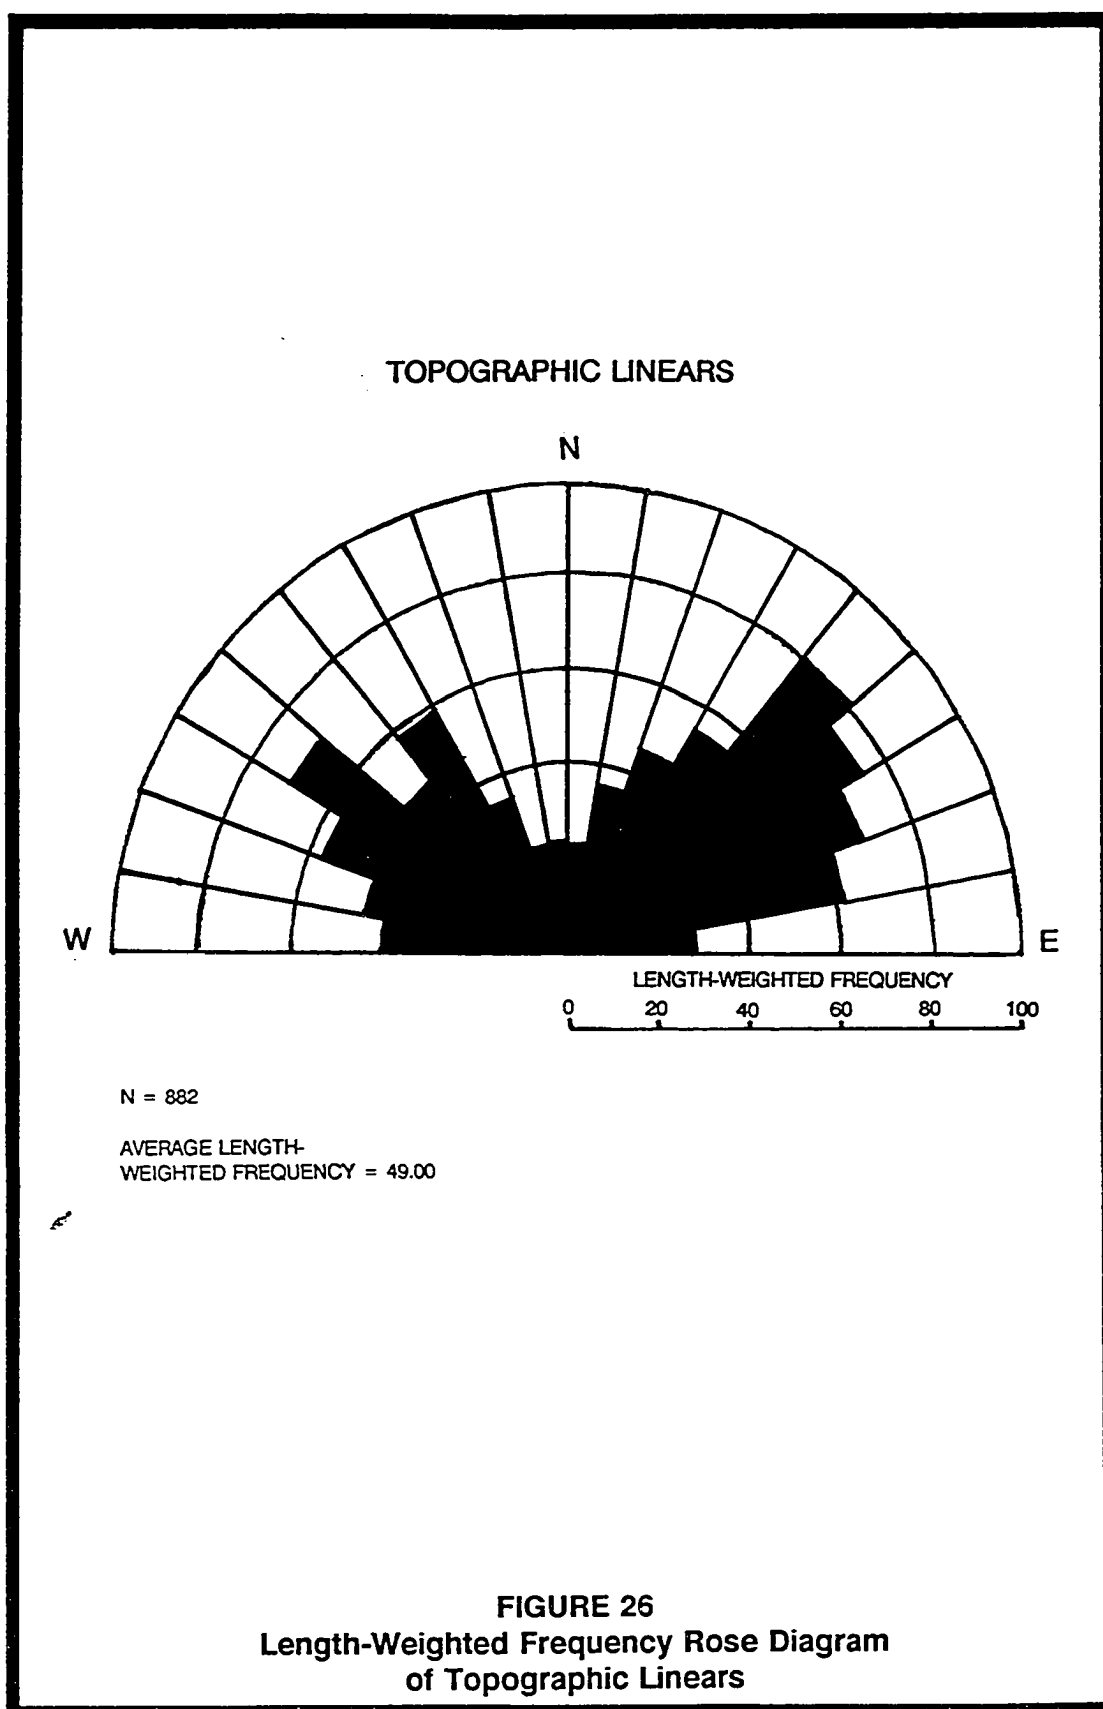 TOPOGRAPHIC LINEARS
N
W
E
LENGTH-WEIGHTED FREQUENCY
0 20 40 60 80 100
N = 882
AVERAGE LENGTH-
WEIGHTED FREQUENCY = 49.00
FIGURE 26
Length-Weighted Frequency Rose Diagram
of Topographic Linears